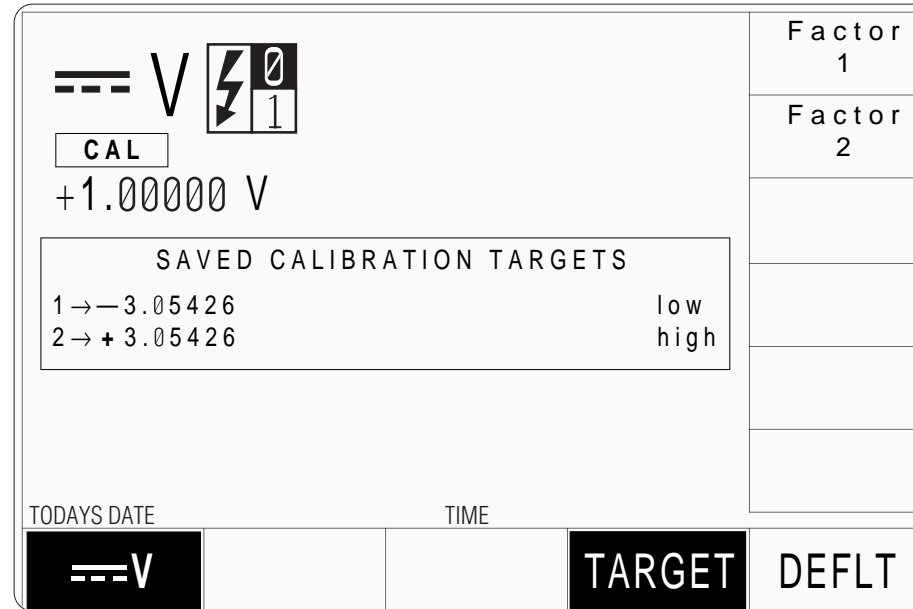 ⎓ V 0
1
CAL
+1.00000 V
SAVED CALIBRATION TARGETS
1→—3.05426 low
2→+3.05426 high
TODAYS DATE TIME
Factor
1
Factor
2
⎓V TARGET DEFLT